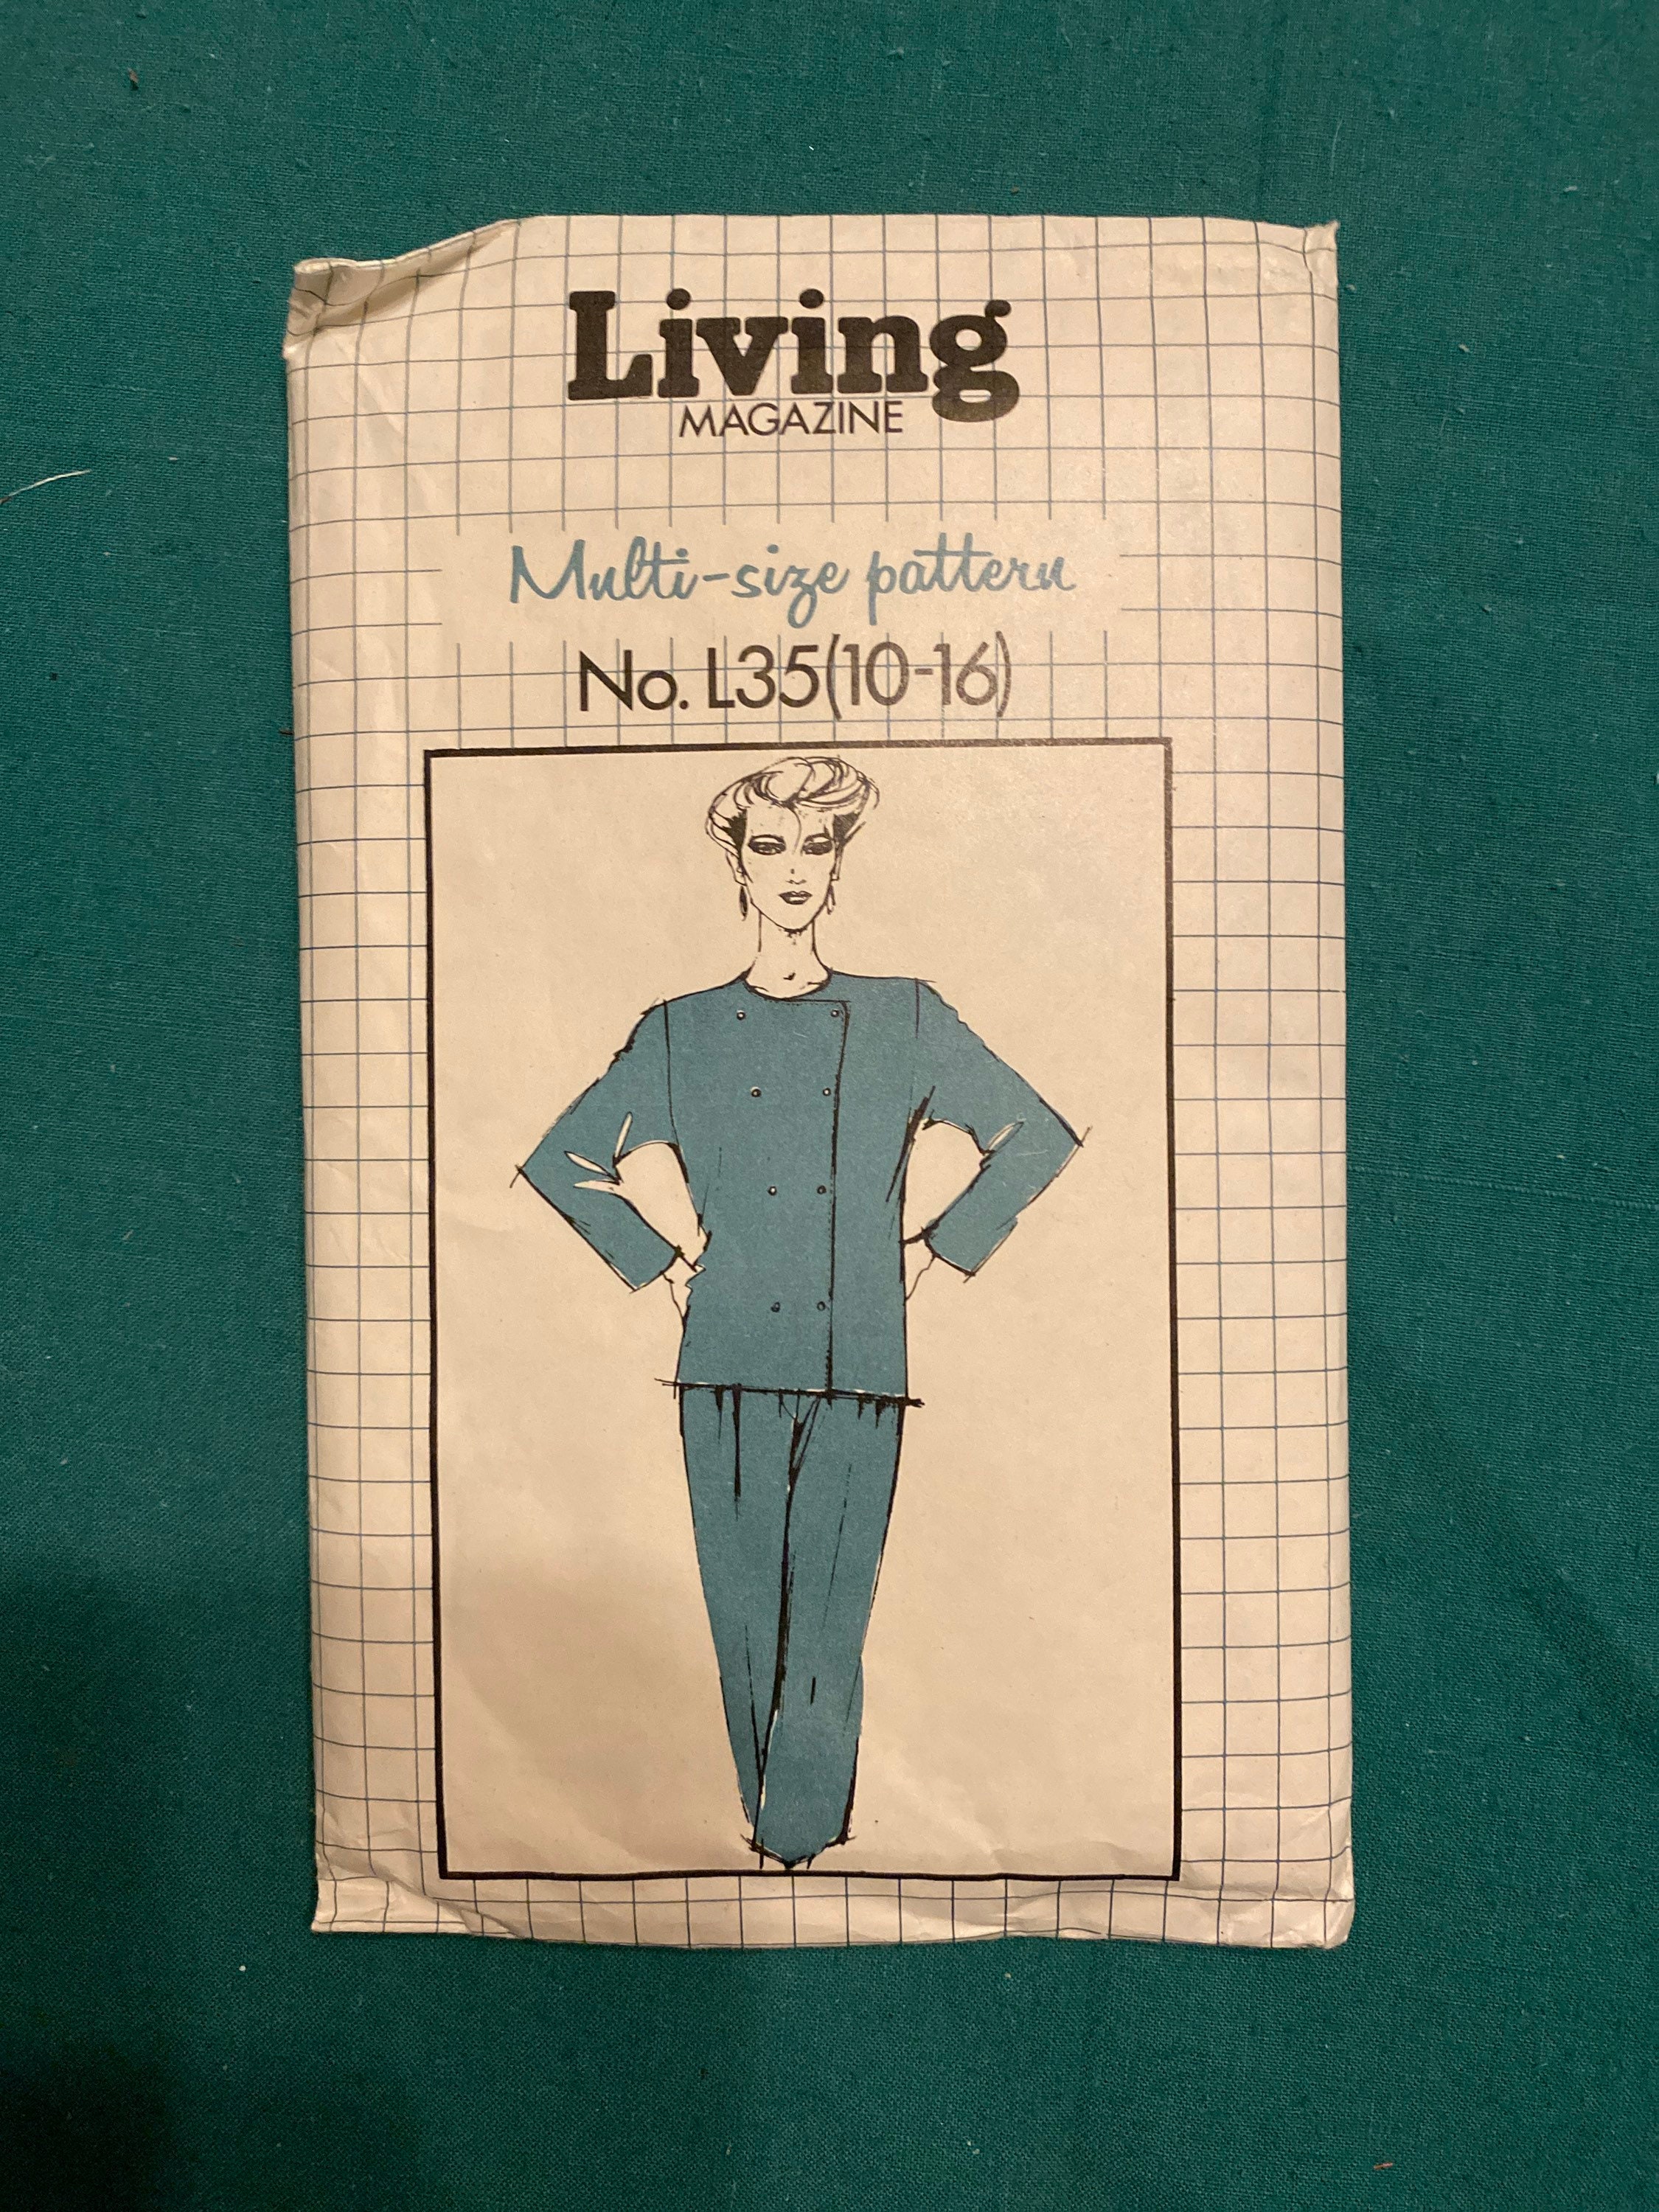 Living
MAGAZINE
Multi-size pattern
No. L35(10-16)